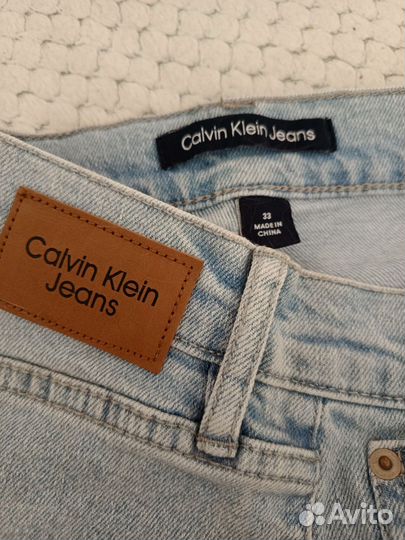 Calvin Klein Jeans
33
MADE IN
CHINA
Calvin Klein
Jeans
Avito